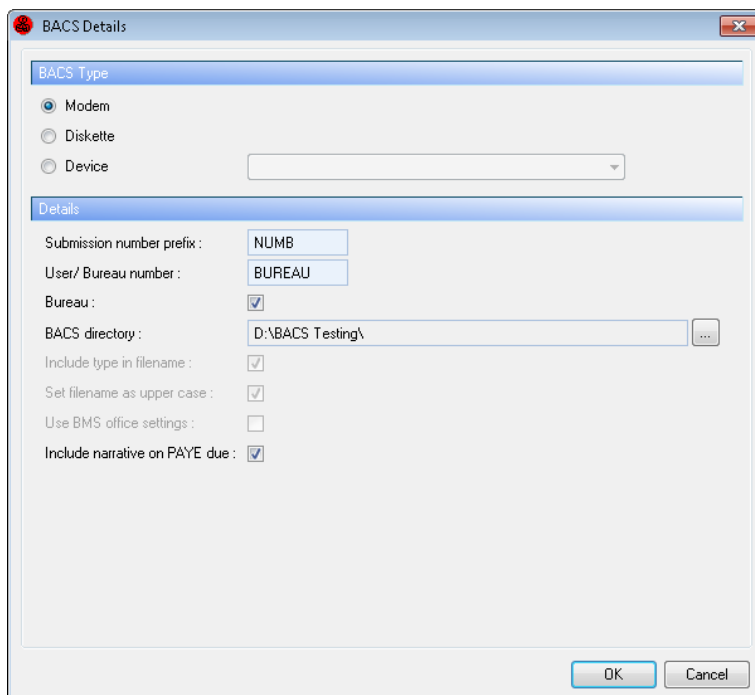 BACS Details
BACS Type
Modem
Diskette
Device
Details
Submission number prefix : NUMB
User/ Bureau number : BUREAU
Bureau :
BACS directory : D:\BACS Testing\ ...
Include type in filename :
Set filename as upper case :
Use BMS office settings :
Include narrative on PAYE due :
OK Cancel